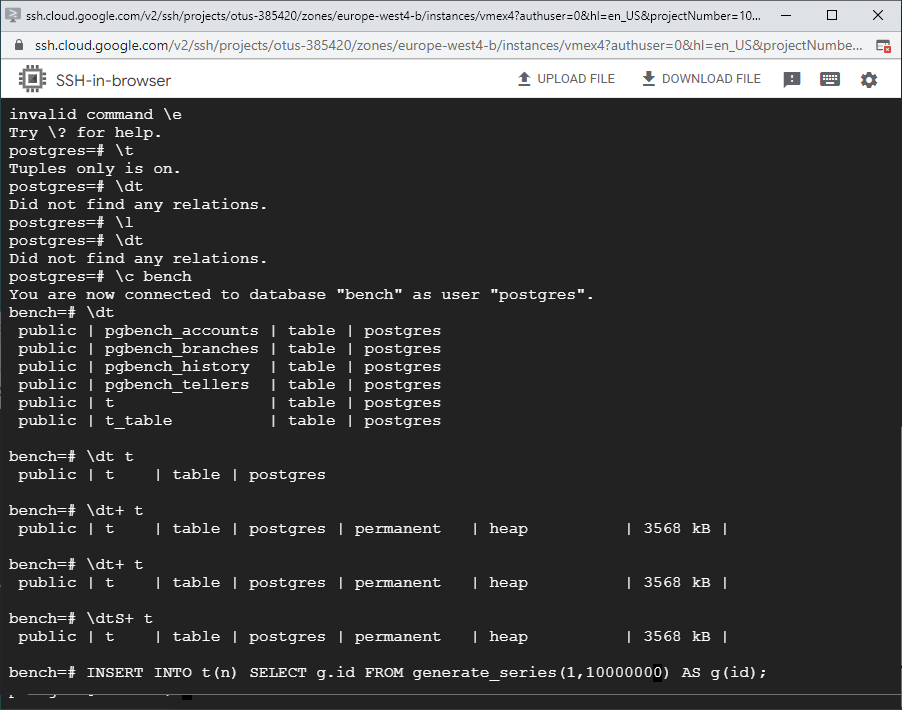 ssh.cloud.google.com/v2/ssh/projects/otus-385420/zones/europe-west4-b/instances/vmex4?authuser=0&hl=en_US&projectNumber=10...
ssh.cloud.google.com/v2/ssh/projects/otus-385420/zones/europe-west4-b/instances/vmex4?authuser=0&hl=en_US&projectNumbe...
SSH-in-browser UPLOAD FILE DOWNLOAD FILE
invalid command \e
Try \? for help.
postgres=# \t
Tuples only is on.
postgres=# \dt
Did not find any relations.
postgres=# \l
postgres=# \dt
Did not find any relations.
postgres=# \c bench
You are now connected to database "bench" as user "postgres".
bench=# \dt
 public | pgbench_accounts | table | postgres
 public | pgbench_branches | table | postgres
 public | pgbench_history  | table | postgres
 public | pgbench_tellers  | table | postgres
 public | t                | table | postgres
 public | t_table          | table | postgres
bench=# \dt t
 public | t    | table | postgres
bench=# \dt+ t
 public | t    | table | postgres | permanent   | heap          | 3568 kB |
bench=# \dt+ t
 public | t    | table | postgres | permanent   | heap          | 3568 kB |
bench=# \dtS+ t
 public | t    | table | postgres | permanent   | heap          | 3568 kB |
bench=# INSERT INTO t(n) SELECT g.id FROM generate_series(1,10000000) AS g(id);